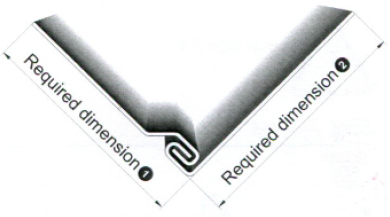 Required dimension ❶
Required dimension ❷